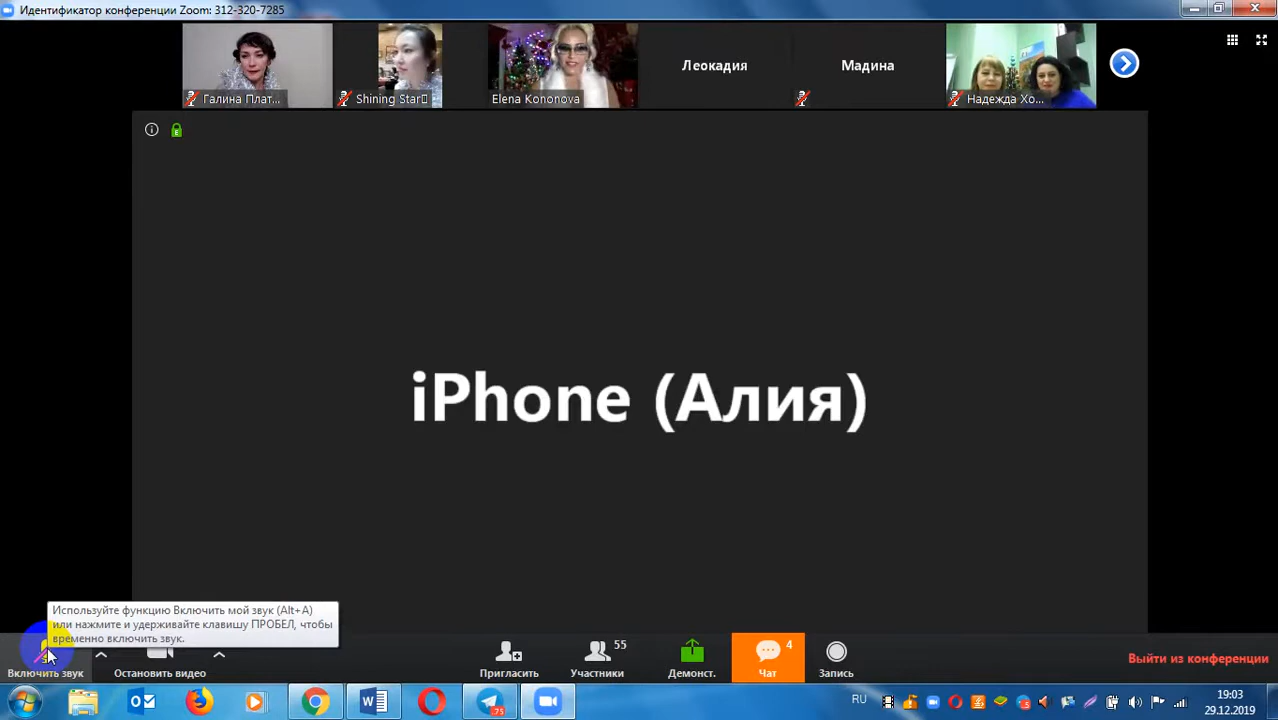 Идентификатор конференции Zoom: 312-320-7285
Галина Плат...
Shining Star
Elena Kononova
Леокадия
Мадина
Надежда Хо...
iPhone (Алия)
Используйте функцию Включить мой звук (Alt+A)
или нажмите и удерживайте клавишу ПРОБЕЛ, чтобы
временно включить звук.
Включить звук
Остановить видео
Пригласить
55
Участники
Демонст.
4
Чат
Запись
Выйти из конференции
75
RU
19:03
29.12.2019